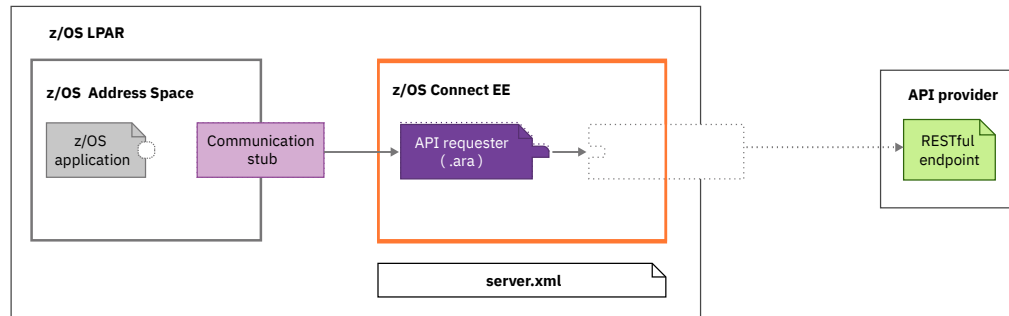 z/OS LPAR
z/OS Address Space
z/OS Connect EE
API provider
z/OS
application
Communication
stub
API requester
( .ara )
RESTful
endpoint
server.xml